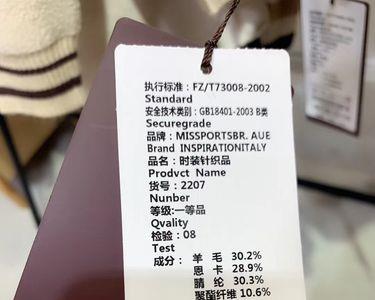 执行标准：FZ/T73008-2002
Standard
安全技术类别：GB18401-2003 B类
Securegrade
品牌：MISSPORTSBR. AUE
Brand INSPIRATIONITALY
品名：时装针织品
Prodvct Name
货号：2207
Nunber
等级:一等品
Qvality
检验：08
Test
成分： 羊 毛 30.2%
恩 卡 28.9%
腈 纶 30.3%
聚酯纤维 10.6%